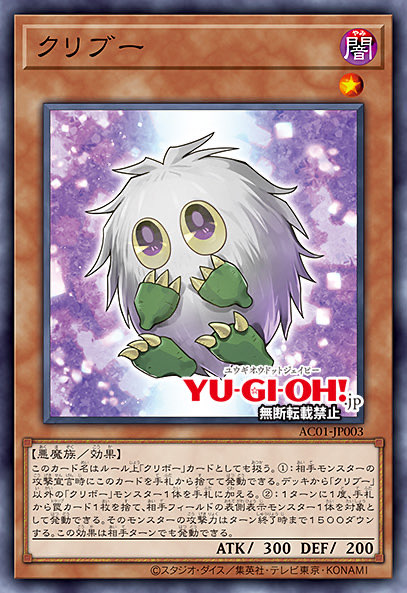 クリブー
やみ
闇
ユウギオウドットジェイピー
YU-GI-OH!.jp
無断転載禁止
AC01-JP003
【悪魔族／効果】
このカード名はルール上「クリボー」カードとしても扱う。①：相手モンスターの
攻撃宣言時にこのカードを手札から捨てて発動できる。デッキから「クリブー」
以外の「クリボー」モンスター１体を手札に加える。②：１ターンに１度、手札
から罠カード１枚を捨て、相手フィールドの表側表示モンスター１体を対象と
して発動できる。そのモンスターの攻撃力はターン終了時まで１５００ダウン
する。この効果は相手ターンでも発動できる。
ATK/ 300 DEF/ 200
©スタジオ・ダイス／集英社・テレビ東京・KONAMI